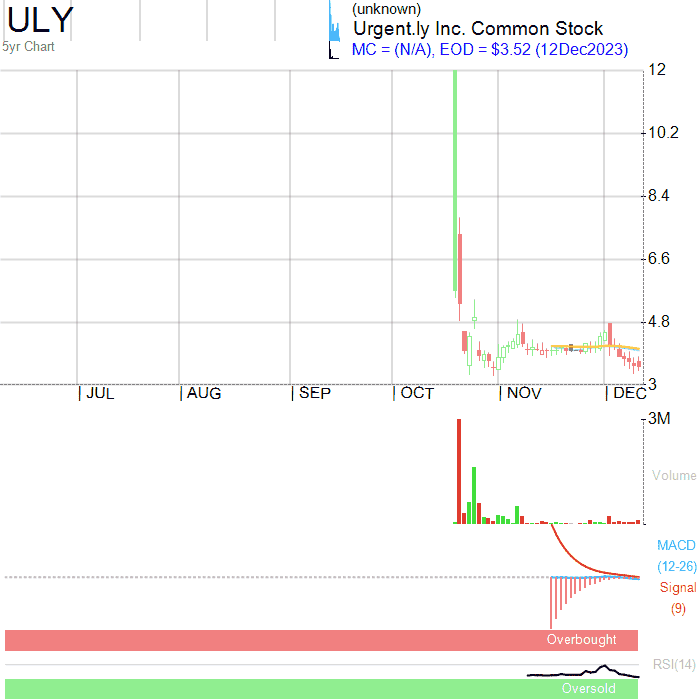 ULY
5yr Chart
(unknown)
Urgent.ly Inc. Common Stock
MC = (N/A), EOD = $3.52 (12Dec2023)
12
10.2
8.4
6.6
4.8
3
JUL AUG SEP OCT NOV DEC
3M
Volume
MACD
(12-26)
Signal
(9)
Overbought
RSI(14)
Oversold